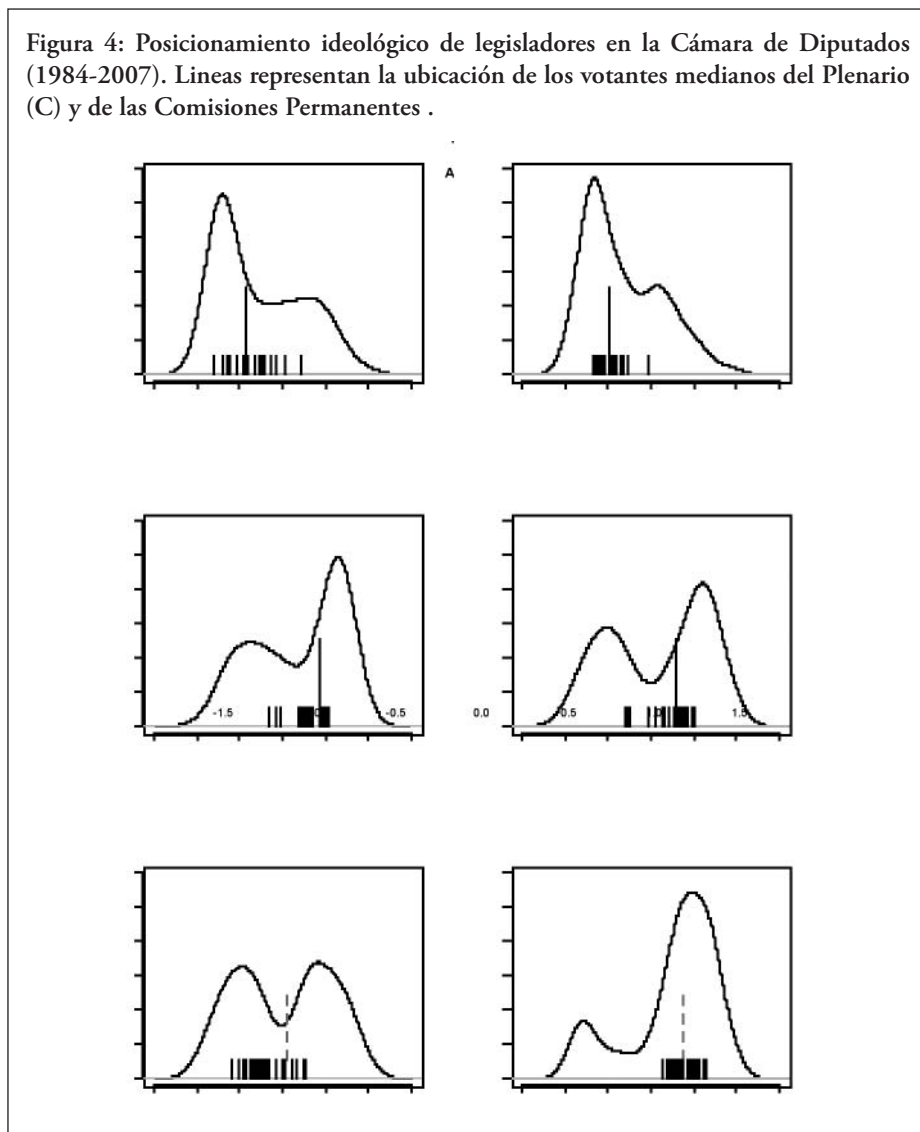 Figura 4: Posicionamiento ideológico de legisladores en la Cámara de Diputados
(1984-2007). Lineas representan la ubicación de los votantes medianos del Plenario
(C) y de las Comisiones Permanentes .
A
-1.5 -0.5 0.0 1.5